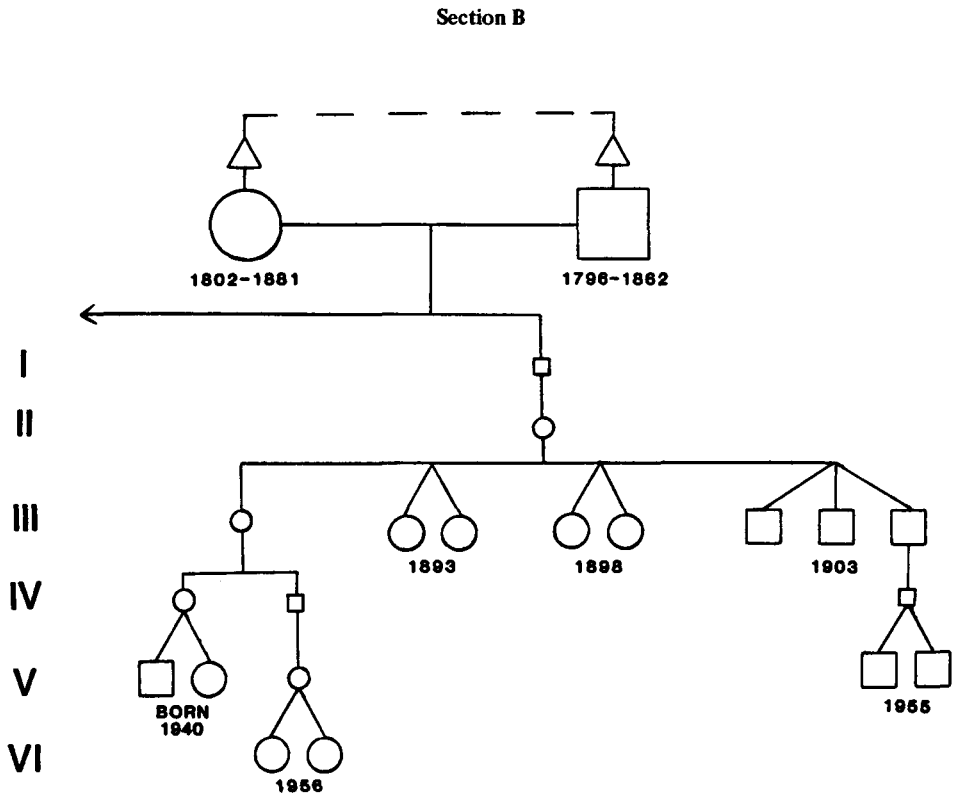 Section B
1802-1881
1796-1862
I
II
III
1893
1898
1903
IV
V
BORN
1940
1955
VI
1956